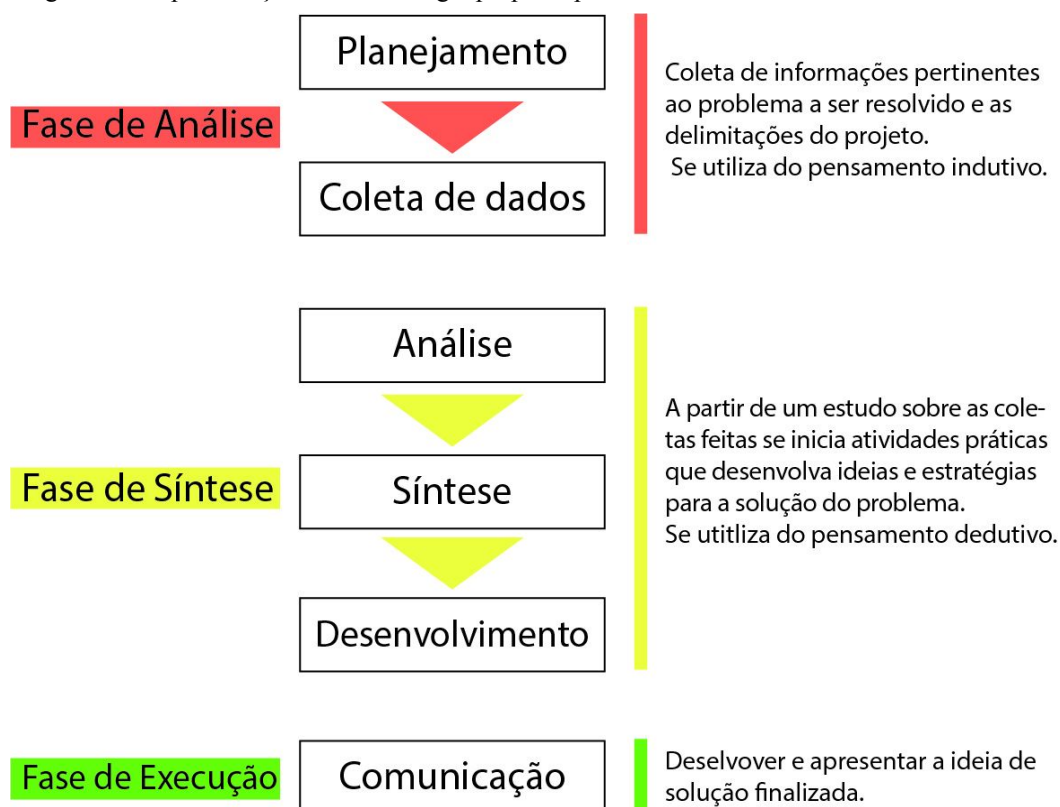 Planejamento
Fase de Análise
Coleta de dados
Coleta de informações pertinentes
ao problema a ser resolvido e as
delimitações do projeto.
Se utiliza do pensamento indutivo.
Análise
Fase de Síntese
Síntese
Desenvolvimento
A partir de um estudo sobre as cole-
tas feitas se inicia atividades práticas
que desenvolva ideias e estratégias
para a solução do problema.
Se utitliza do pensamento dedutivo.
Fase de Execução
Comunicação
Deselvover e apresentar a ideia de
solução finalizada.